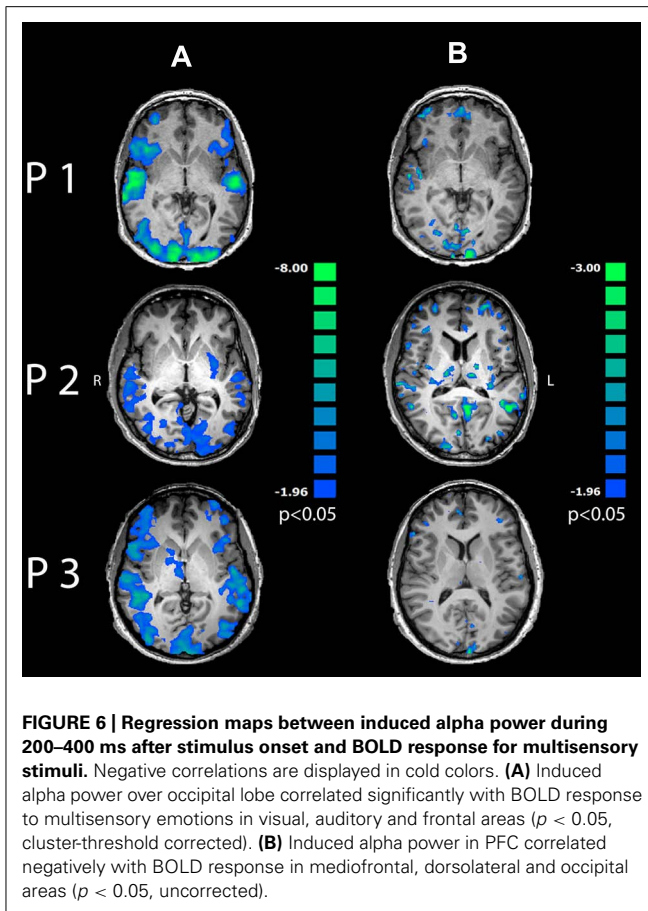 A
B
P 1
-8.00
-3.00
P 2
R
L
-1.96
p<0.05
-1.96
p<0.05
P 3
FIGURE 6 | Regression maps between induced alpha power during
200–400 ms after stimulus onset and BOLD response for multisensory
stimuli. Negative correlations are displayed in cold colors. (A) Induced
alpha power over occipital lobe correlated significantly with BOLD response
to multisensory emotions in visual, auditory and frontal areas (p < 0.05,
cluster-threshold corrected). (B) Induced alpha power in PFC correlated
negatively with BOLD response in mediofrontal, dorsolateral and occipital
areas (p < 0.05, uncorrected).